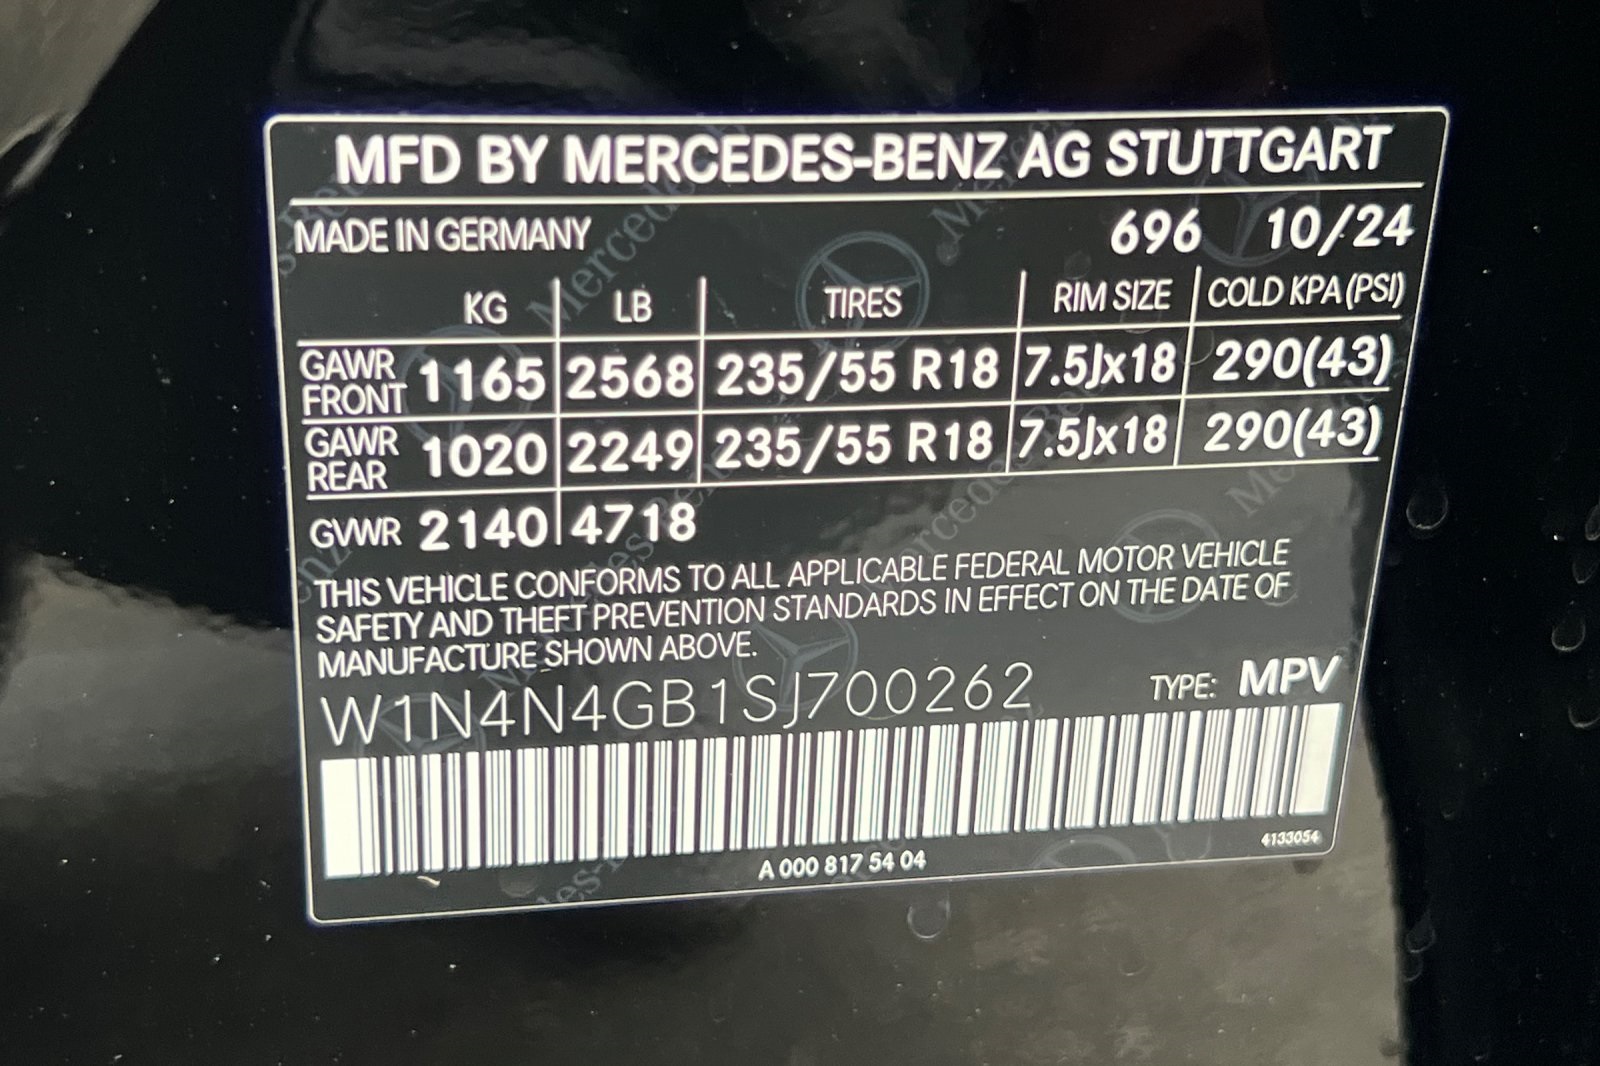 MFD BY MERCEDES-BENZ AG STUTTGART
MADE IN GERMANY 696 10/24
KG LB TIRES RIM SIZE COLD KPA(PSI)
GAWR FRONT 1165 2568 235/55 R18 7.5Jx18 290(43)
GAWR REAR 1020 2249 235/55 R18 7.5Jx18 290(43)
GVWR 2140 4718
THIS VEHICLE CONFORMS TO ALL APPLICABLE FEDERAL MOTOR VEHICLE
SAFETY AND THEFT PREVENTION STANDARDS IN EFFECT ON THE DATE OF
MANUFACTURE SHOWN ABOVE.
W1N4N4GB1SJ700262 TYPE: MPV
4133054
A 000 817 54 04